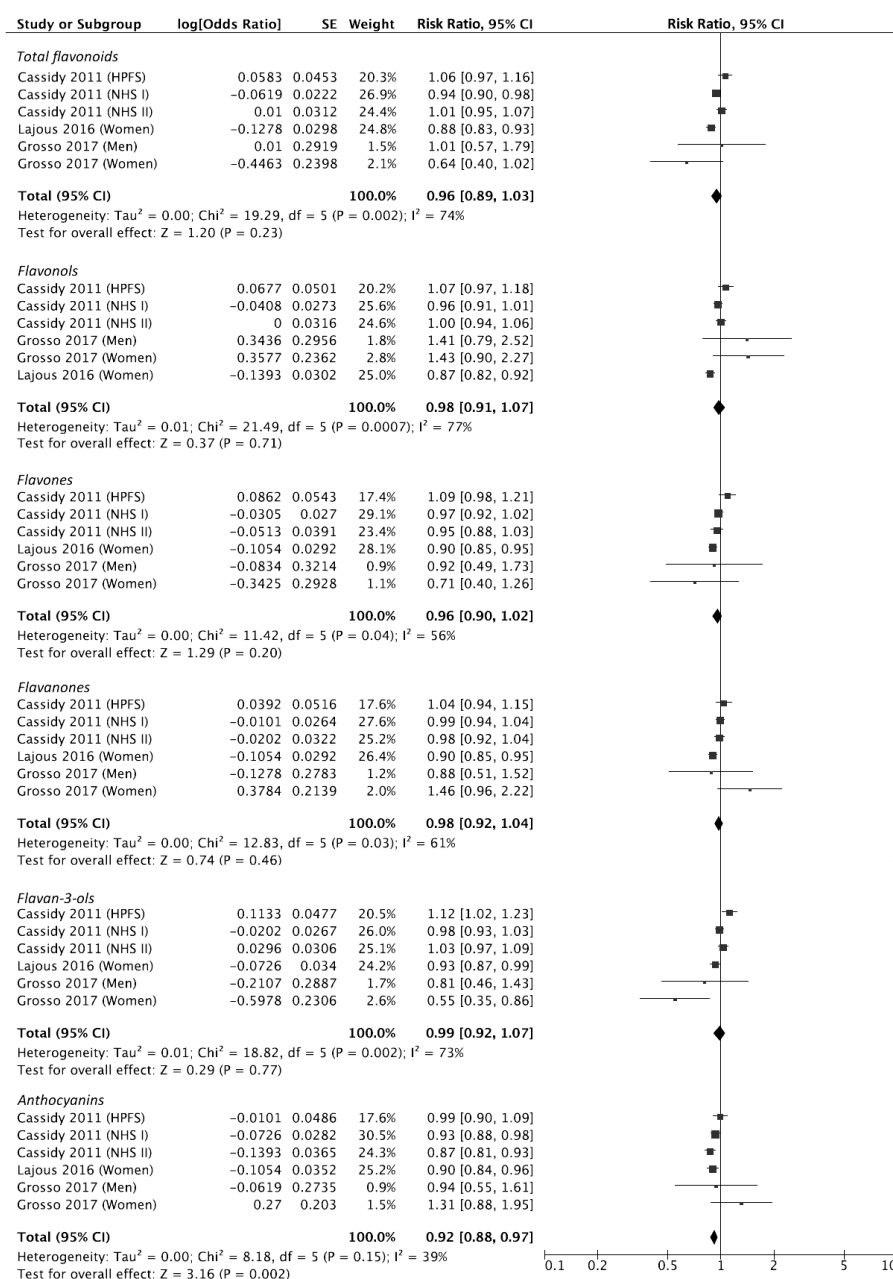 Study or Subgroup log[Odds Ratio] SE Weight Risk Ratio, 95% CI Risk Ratio, 95% CI
Total flavonoids
Cassidy 2011 (HPFS) 0.0583 0.0453 20.3% 1.06 [0.97, 1.16]
Cassidy 2011 (NHS I) −0.0619 0.0222 26.9% 0.94 [0.90, 0.98]
Cassidy 2011 (NHS II) 0.01 0.0312 24.4% 1.01 [0.95, 1.07]
Lajous 2016 (Women) −0.1278 0.0298 24.8% 0.88 [0.83, 0.93]
Grosso 2017 (Men) 0.01 0.2919 1.5% 1.01 [0.57, 1.79]
Grosso 2017 (Women) −0.4463 0.2398 2.1% 0.64 [0.40, 1.02]
Total (95% CI) 100.0% 0.96 [0.89, 1.03]
Heterogeneity: Tau² = 0.00; Chi² = 19.29, df = 5 (P = 0.002); I² = 74%
Test for overall effect: Z = 1.20 (P = 0.23)
Flavonols
Cassidy 2011 (HPFS) 0.0677 0.0501 20.2% 1.07 [0.97, 1.18]
Cassidy 2011 (NHS I) −0.0408 0.0273 25.6% 0.96 [0.91, 1.01]
Cassidy 2011 (NHS II) 0 0.0316 24.6% 1.00 [0.94, 1.06]
Grosso 2017 (Men) 0.3436 0.2956 1.8% 1.41 [0.79, 2.52]
Grosso 2017 (Women) 0.3577 0.2362 2.8% 1.43 [0.90, 2.27]
Lajous 2016 (Women) −0.1393 0.0302 25.0% 0.87 [0.82, 0.92]
Total (95% CI) 100.0% 0.98 [0.91, 1.07]
Heterogeneity: Tau² = 0.01; Chi² = 21.49, df = 5 (P = 0.0007); I² = 77%
Test for overall effect: Z = 0.37 (P = 0.71)
Flavones
Cassidy 2011 (HPFS) 0.0862 0.0543 17.4% 1.09 [0.98, 1.21]
Cassidy 2011 (NHS I) −0.0305 0.027 29.1% 0.97 [0.92, 1.02]
Cassidy 2011 (NHS II) −0.0513 0.0391 23.4% 0.95 [0.88, 1.03]
Lajous 2016 (Women) −0.1054 0.0292 28.1% 0.90 [0.85, 0.95]
Grosso 2017 (Men) −0.0834 0.3214 0.9% 0.92 [0.49, 1.73]
Grosso 2017 (Women) −0.3425 0.2928 1.1% 0.71 [0.40, 1.26]
Total (95% CI) 100.0% 0.96 [0.90, 1.02]
Heterogeneity: Tau² = 0.00; Chi² = 11.42, df = 5 (P = 0.04); I² = 56%
Test for overall effect: Z = 1.29 (P = 0.20)
Flavanones
Cassidy 2011 (HPFS) 0.0392 0.0516 17.6% 1.04 [0.94, 1.15]
Cassidy 2011 (NHS I) −0.0101 0.0264 27.6% 0.99 [0.94, 1.04]
Cassidy 2011 (NHS II) −0.0202 0.0322 25.2% 0.98 [0.92, 1.04]
Lajous 2016 (Women) −0.1054 0.0292 26.4% 0.90 [0.85, 0.95]
Grosso 2017 (Men) −0.1278 0.2783 1.2% 0.88 [0.51, 1.52]
Grosso 2017 (Women) 0.3784 0.2139 2.0% 1.46 [0.96, 2.22]
Total (95% CI) 100.0% 0.98 [0.92, 1.04]
Heterogeneity: Tau² = 0.00; Chi² = 12.83, df = 5 (P = 0.03); I² = 61%
Test for overall effect: Z = 0.74 (P = 0.46)
Flavan-3-ols
Cassidy 2011 (HPFS) 0.1133 0.0477 20.5% 1.12 [1.02, 1.23]
Cassidy 2011 (NHS I) −0.0202 0.0267 26.0% 0.98 [0.93, 1.03]
Cassidy 2011 (NHS II) 0.0296 0.0306 25.1% 1.03 [0.97, 1.09]
Lajous 2016 (Women) −0.0726 0.034 24.2% 0.93 [0.87, 0.99]
Grosso 2017 (Men) −0.2107 0.2887 1.7% 0.81 [0.46, 1.43]
Grosso 2017 (Women) −0.5978 0.2306 2.6% 0.55 [0.35, 0.86]
Total (95% CI) 100.0% 0.99 [0.92, 1.07]
Heterogeneity: Tau² = 0.01; Chi² = 18.82, df = 5 (P = 0.002); I² = 73%
Test for overall effect: Z = 0.29 (P = 0.77)
Anthocyanins
Cassidy 2011 (HPFS) −0.0101 0.0486 17.6% 0.99 [0.90, 1.09]
Cassidy 2011 (NHS I) −0.0726 0.0282 30.5% 0.93 [0.88, 0.98]
Cassidy 2011 (NHS II) −0.1393 0.0365 24.3% 0.87 [0.81, 0.93]
Lajous 2016 (Women) −0.1054 0.0352 25.2% 0.90 [0.84, 0.96]
Grosso 2017 (Men) −0.0619 0.2735 0.9% 0.94 [0.55, 1.61]
Grosso 2017 (Women) 0.27 0.203 1.5% 1.31 [0.88, 1.95]
Total (95% CI) 100.0% 0.92 [0.88, 0.97]
Heterogeneity: Tau² = 0.00; Chi² = 8.18, df = 5 (P = 0.15); I² = 39%
Test for overall effect: Z = 3.16 (P = 0.002)
0.1 0.2 0.5 1 2 5 10